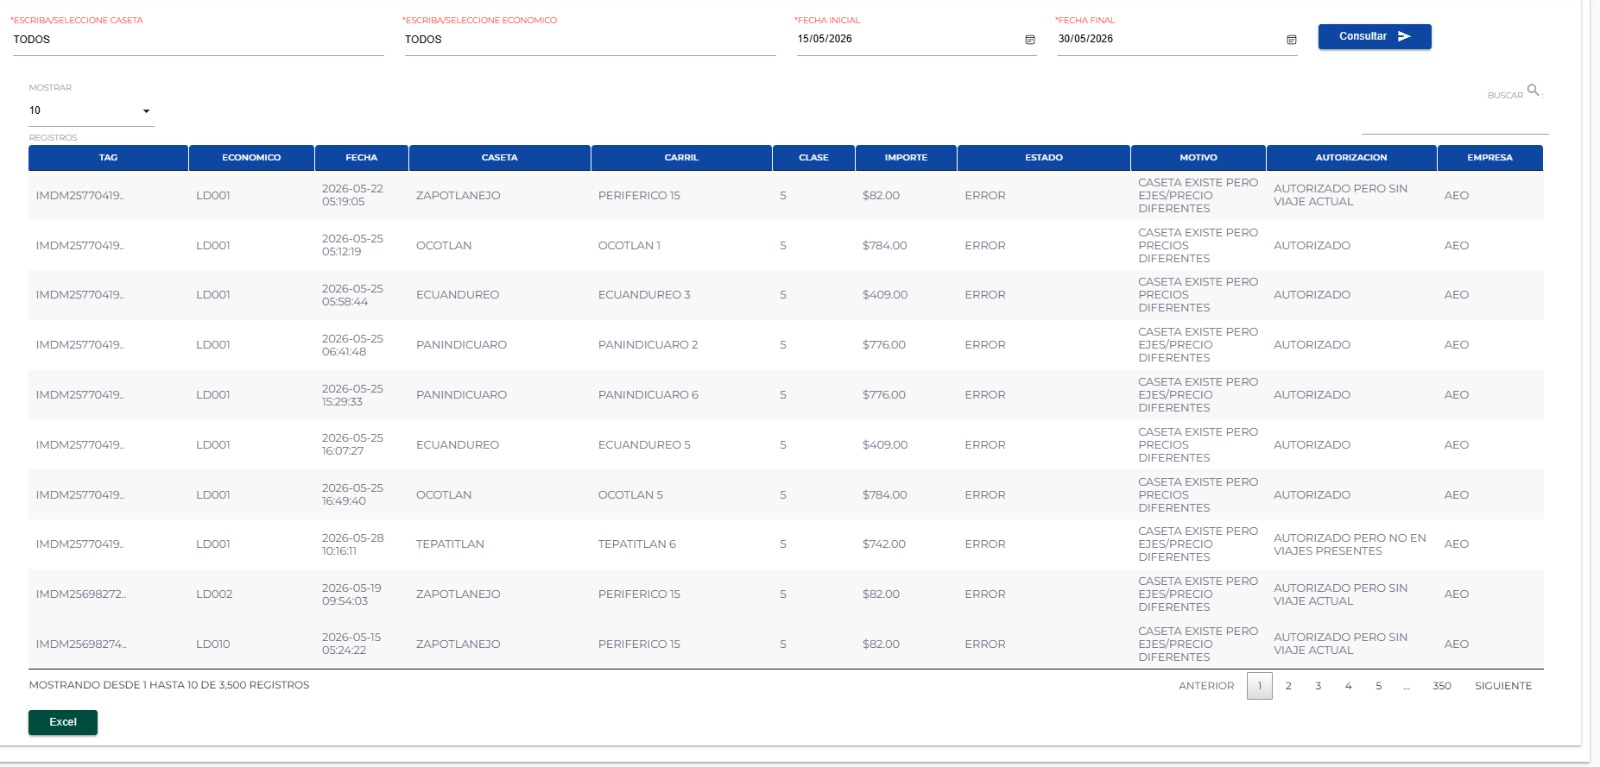 *ESCRIBA/SELECCIONE CASETA *ESCRIBA/SELECCIONE ECONOMICO *FECHA INICIAL *FECHA FINAL
TODOS TODOS 15/05/2026 30/05/2026 Consultar
MOSTRAR
10
BUSCAR :
REGISTROS
TAG ECONOMICO FECHA CASETA CARRIL CLASE IMPORTE ESTADO MOTIVO AUTORIZACION EMPRESA
IMDM25770419.. LD001 2026-05-22 05:19:05 ZAPOTLANEJO PERIFERICO 15 5 $82.00 ERROR CASETA EXISTE PERO EJES/PRECIO DIFERENTES AUTORIZADO PERO SIN VIAJE ACTUAL AEO
IMDM25770419.. LD001 2026-05-25 05:12:19 OCOTLAN OCOTLAN 1 5 $784.00 ERROR CASETA EXISTE PERO PRECIOS DIFERENTES AUTORIZADO AEO
IMDM25770419.. LD001 2026-05-25 05:58:44 ECUANDUREO ECUANDUREO 3 5 $409.00 ERROR CASETA EXISTE PERO PRECIOS DIFERENTES AUTORIZADO AEO
IMDM25770419.. LD001 2026-05-25 06:41:48 PANINDICUARO PANINDICUARO 2 5 $776.00 ERROR CASETA EXISTE PERO EJES/PRECIO DIFERENTES AUTORIZADO AEO
IMDM25770419.. LD001 2026-05-25 15:29:33 PANINDICUARO PANINDICUARO 6 5 $776.00 ERROR CASETA EXISTE PERO EJES/PRECIO DIFERENTES AUTORIZADO AEO
IMDM25770419.. LD001 2026-05-25 16:07:27 ECUANDUREO ECUANDUREO 5 5 $409.00 ERROR CASETA EXISTE PERO PRECIOS DIFERENTES AUTORIZADO AEO
IMDM25770419.. LD001 2026-05-25 16:49:40 OCOTLAN OCOTLAN 5 5 $784.00 ERROR CASETA EXISTE PERO PRECIOS DIFERENTES AUTORIZADO AEO
IMDM25770419.. LD001 2026-05-28 10:16:11 TEPATITLAN TEPATITLAN 6 5 $742.00 ERROR CASETA EXISTE PERO EJES/PRECIO DIFERENTES AUTORIZADO PERO NO EN VIAJES PRESENTES AEO
IMDM25698272.. LD002 2026-05-19 09:54:03 ZAPOTLANEJO PERIFERICO 15 5 $82.00 ERROR CASETA EXISTE PERO EJES/PRECIO DIFERENTES AUTORIZADO PERO SIN VIAJE ACTUAL AEO
IMDM25698274.. LD010 2026-05-15 05:24:22 ZAPOTLANEJO PERIFERICO 15 5 $82.00 ERROR CASETA EXISTE PERO EJES/PRECIO DIFERENTES AUTORIZADO PERO SIN VIAJE ACTUAL AEO
MOSTRANDO DESDE 1 HASTA 10 DE 3,500 REGISTROS ANTERIOR 1 2 3 4 5 ... 350 SIGUIENTE
Excel